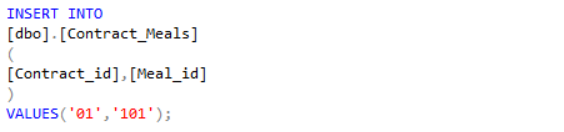 INSERT INTO
[dbo].[Contract_Meals]
(
[Contract_id],[Meal_id]
)
VALUES('01','101');